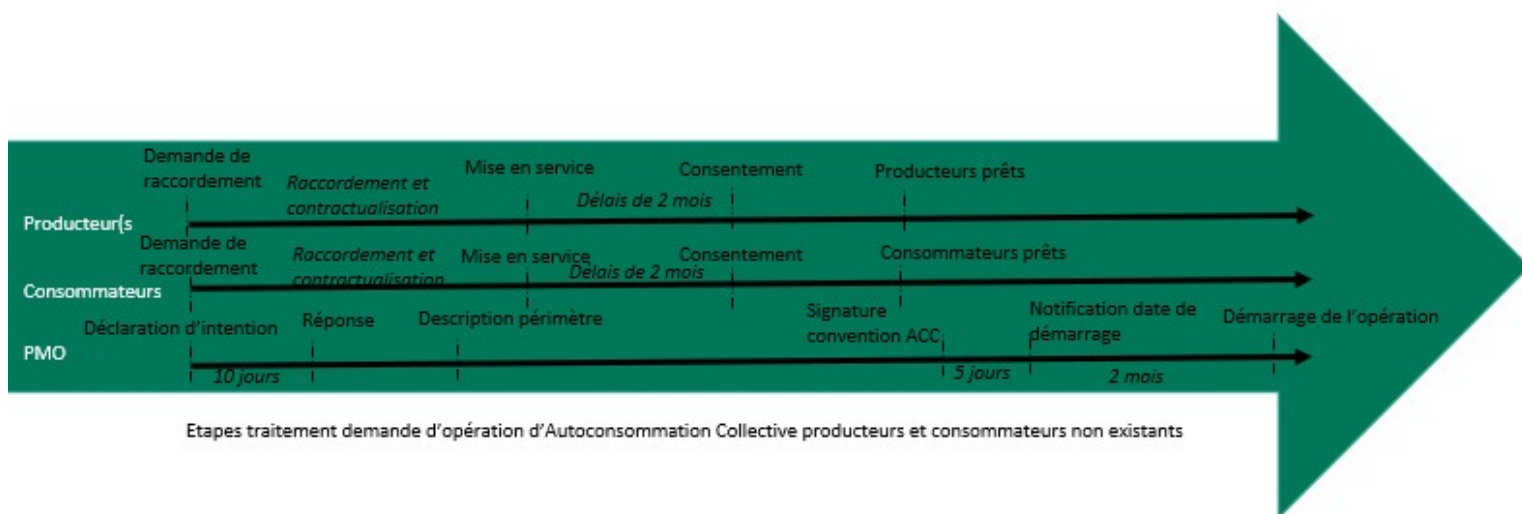 Demande de
raccordement
Raccordement et
contractualisation
Mise en service
Délais de 2 mois
Consentement
Producteurs prêts
Producteur(s
Demande de
raccordement
Raccordement et
contractualisation
Mise en service
Délais de 2 mois
Consentement
Consommateurs prêts
Consommateurs
Déclaration d'intention
Réponse
Description périmètre
Signature
convention ACC
Notification date de
démarrage
Démarrage de l'opération
PMO
10 jours
5 jours
2 mois
Etapes traitement demande d'opération d'Autoconsommation Collective producteurs et consommateurs non existants